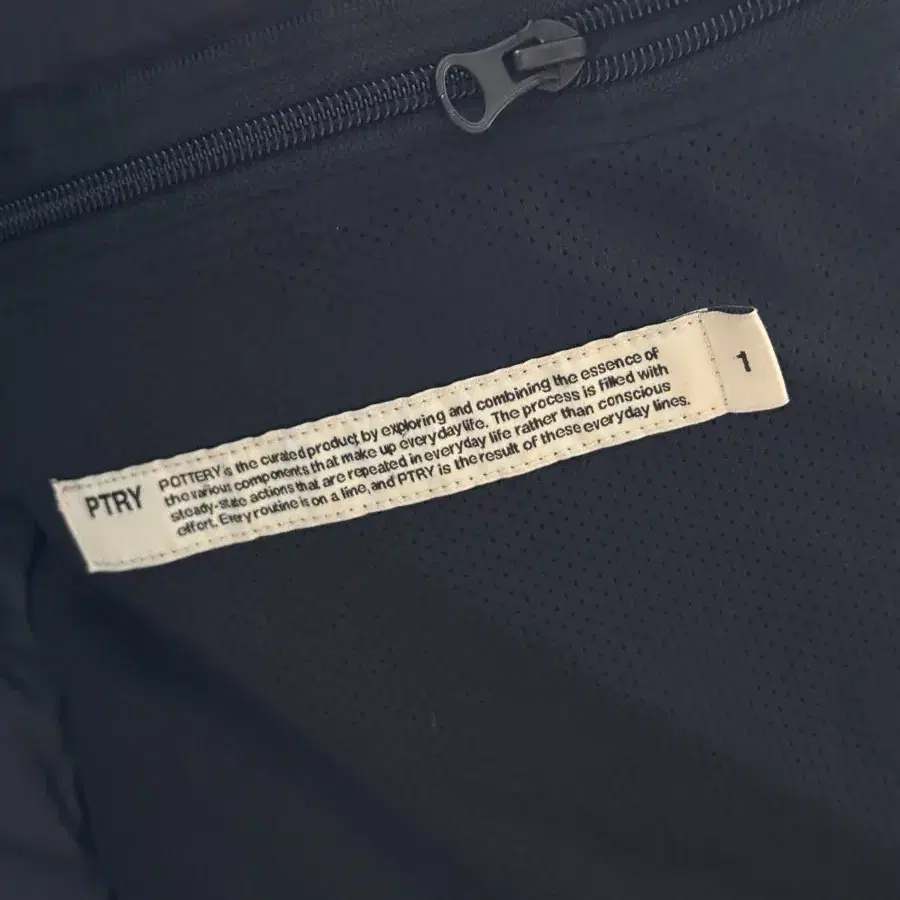 PTRY
POTTERY is the curated product by exploring and combining the essence of
the various components that make up everyday life. The process is filled with
steady-state actions that are repeated in everyday life rather than conscious
effort. Every routine is on a line, and PTRY is the result of these everyday lines.
1